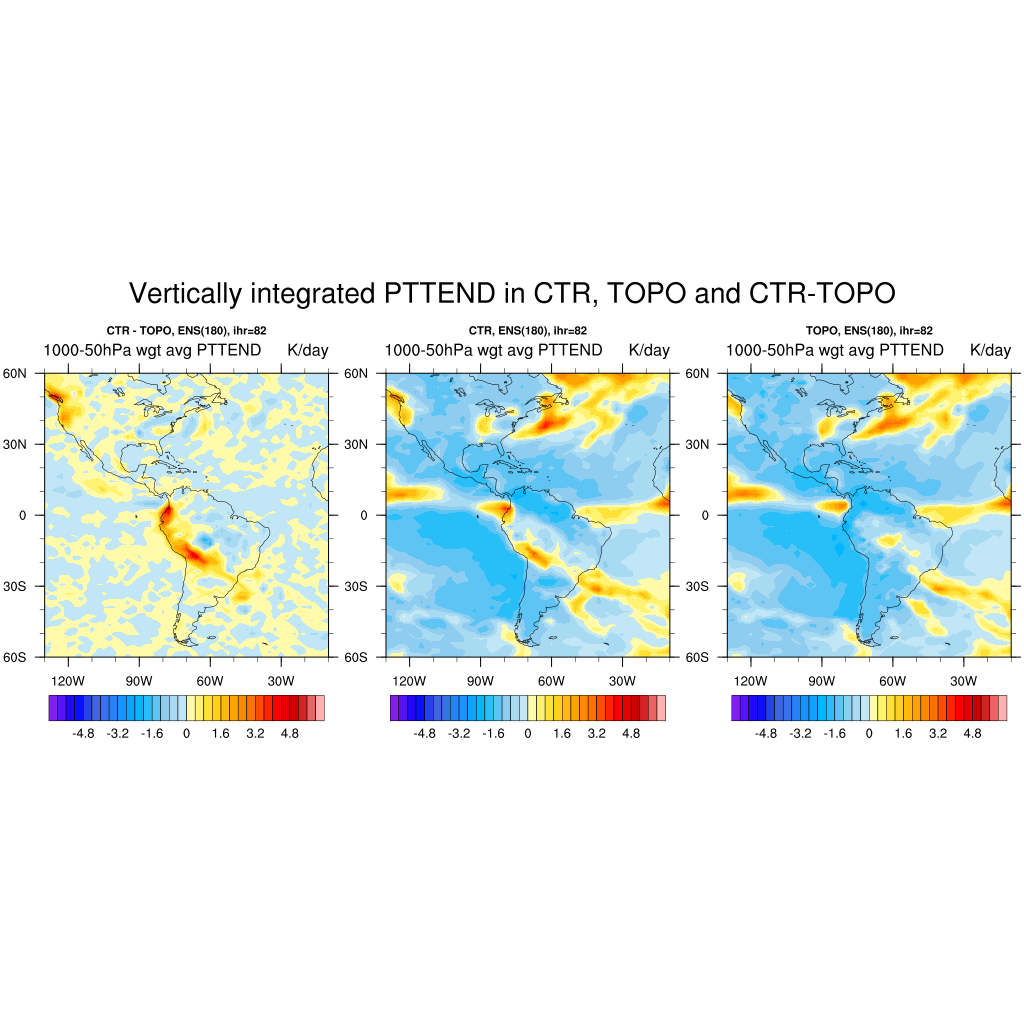 Vertically integrated PTTEND in CTR, TOPO and CTR-TOPO
CTR - TOPO, ENS(180), ihr=82
1000-50hPa wgt avg PTTEND K/day
60N
30N
0
30S
60S
120W 90W 60W 30W
-4.8 -3.2 -1.6 0 1.6 3.2 4.8
CTR, ENS(180), ihr=82
1000-50hPa wgt avg PTTEND K/day
60N
30N
0
30S
60S
120W 90W 60W 30W
-4.8 -3.2 -1.6 0 1.6 3.2 4.8
TOPO, ENS(180), ihr=82
1000-50hPa wgt avg PTTEND K/day
60N
30N
0
30S
60S
120W 90W 60W 30W
-4.8 -3.2 -1.6 0 1.6 3.2 4.8